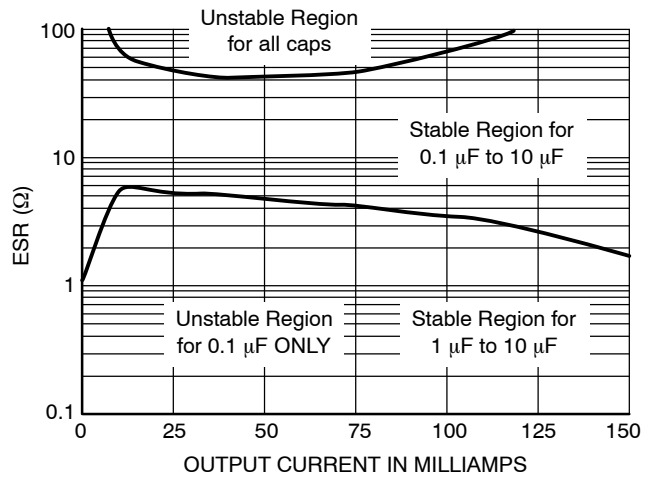 Unstable Region
for all caps
100
Stable Region for
0.1 μF to 10 μF
10
ESR (Ω)
1
Unstable Region
for 0.1 μF ONLY
Stable Region for
1 μF to 10 μF
0.1
0 25 50 75 100 125 150
OUTPUT CURRENT IN MILLIAMPS